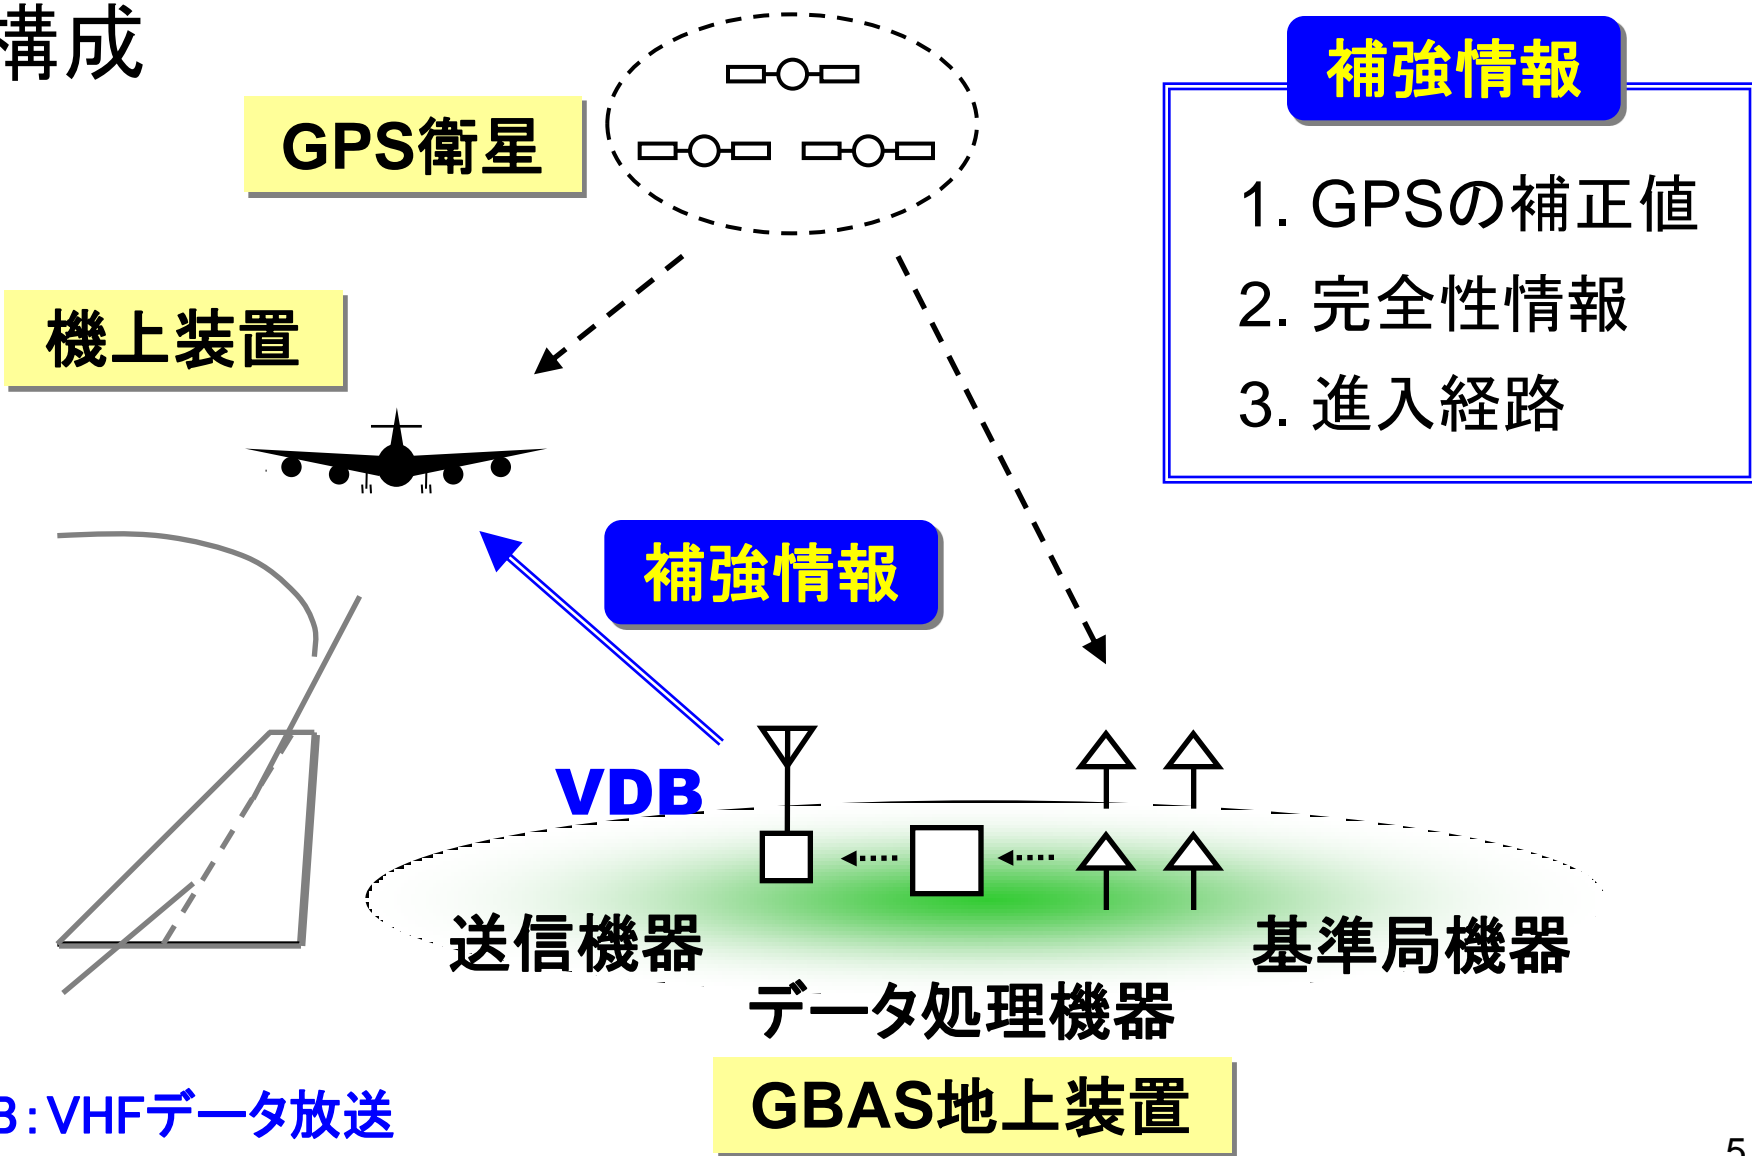 構成
GPS衛星
補強情報
1. GPSの補正値
2. 完全性情報
3. 進入経路
機上装置
補強情報
VDB
送信機器
基準局機器
データ処理機器
GBAS地上装置
B:VHFデータ放送
5